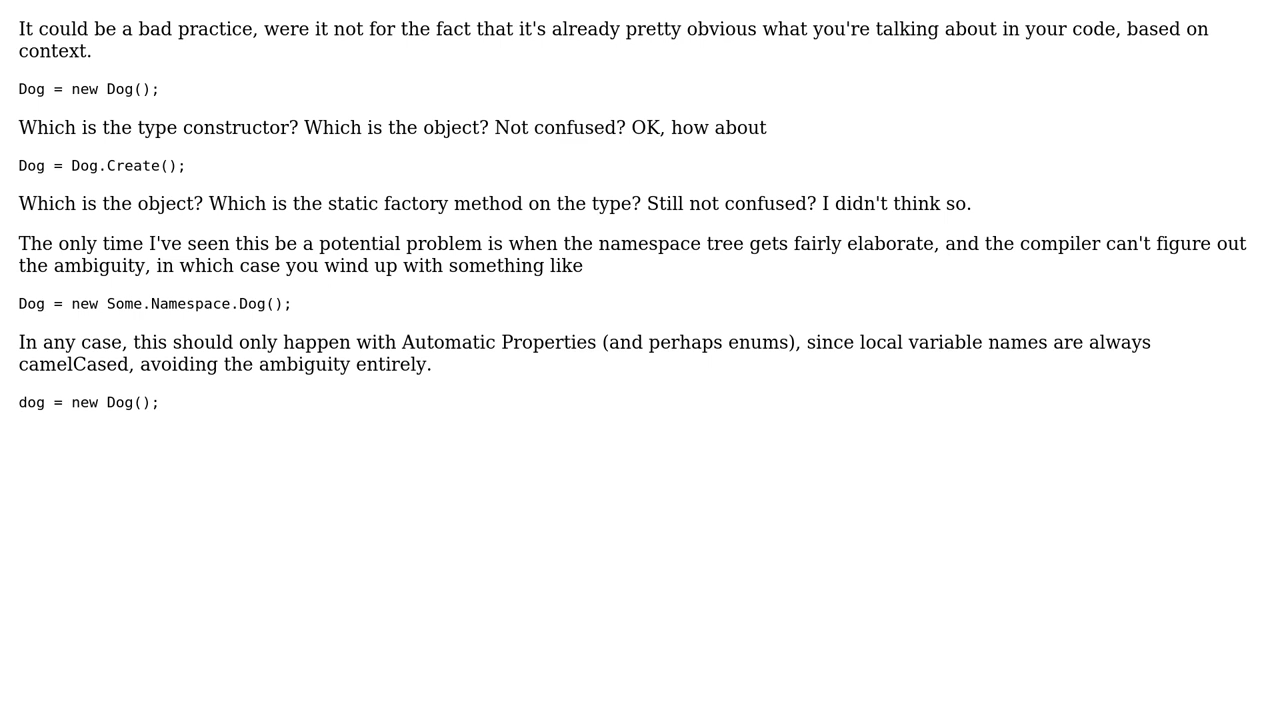 It could be a bad practice, were it not for the fact that it's already pretty obvious what you're talking about in your code, based on
context.
Dog = new Dog();
Which is the type constructor? Which is the object? Not confused? OK, how about
Dog = Dog.Create();
Which is the object? Which is the static factory method on the type? Still not confused? I didn't think so.
The only time I've seen this be a potential problem is when the namespace tree gets fairly elaborate, and the compiler can't figure out
the ambiguity, in which case you wind up with something like
Dog = new Some.Namespace.Dog();
In any case, this should only happen with Automatic Properties (and perhaps enums), since local variable names are always
camelCased, avoiding the ambiguity entirely.
dog = new Dog();